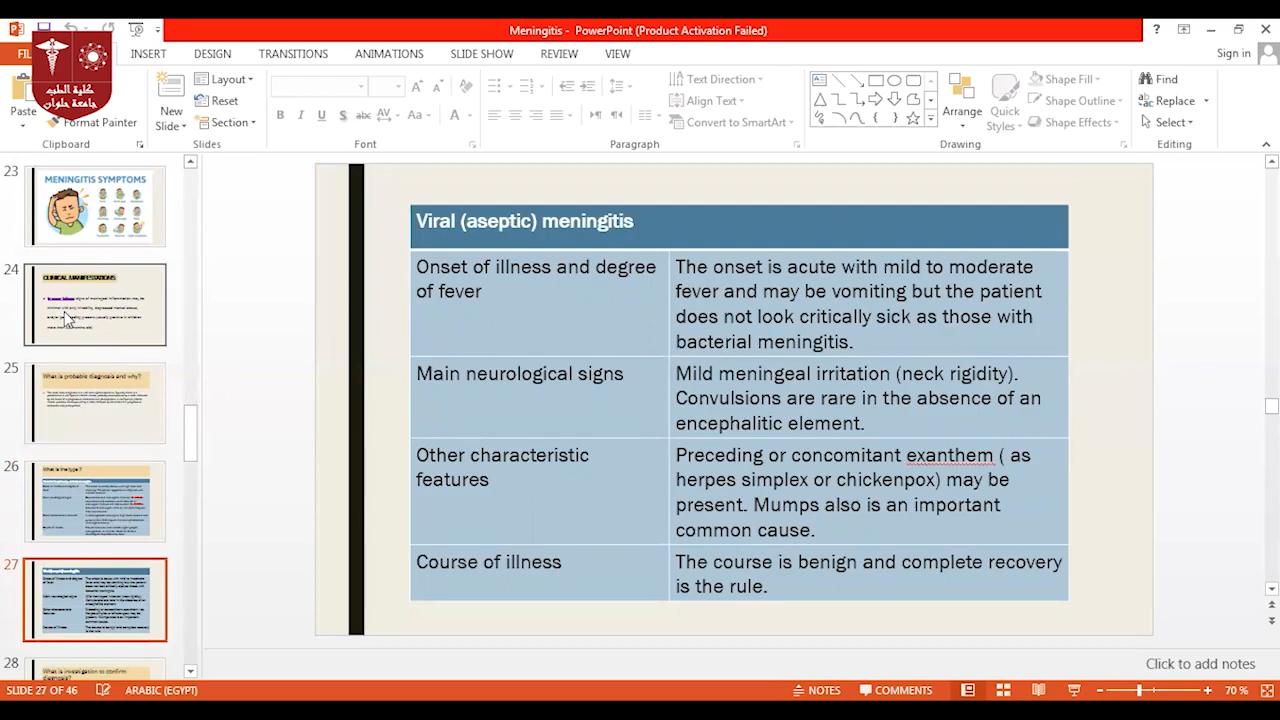 Meningitis - PowerPoint (Product Activation Failed)
INSERT DESIGN TRANSITIONS ANIMATIONS SLIDE SHOW REVIEW VIEW Sign in
كلية الطب
جامعة حلوان
Paste
Format Painter
Clipboard
New Slide
Layout
Reset
Section
Slides
Font
Paragraph
Text Direction
Align Text
Convert to SmartArt
Arrange
Quick Styles
Shape Fill
Shape Outline
Shape Effects
Drawing
Find
Replace
Select
Editing
23
MENINGITIS SYMPTOMS
24
CLINICAL MANIFESTATIONS
25
What is probable diagnosis and why?
26
What is the type ?
27
28
What is investigation to confirm
diagnosis?
Viral (aseptic) meningitis
Onset of illness and degree
of fever
The onset is acute with mild to moderate
fever and may be vomiting but the patient
does not look critically sick as those with
bacterial meningitis.
Main neurological signs
Mild meningeal irritation (neck rigidity).
Convulsions are rare in the absence of an
encephalitic element.
Other characteristic
features
Preceding or concomitant exanthem ( as
herpes simplex or chickenpox) may be
present. Mumps also is an important
common cause.
Course of illness
The course is benign and complete recovery
is the rule.
Click to add notes
SLIDE 27 OF 46 ARABIC (EGYPT) NOTES COMMENTS 70 %